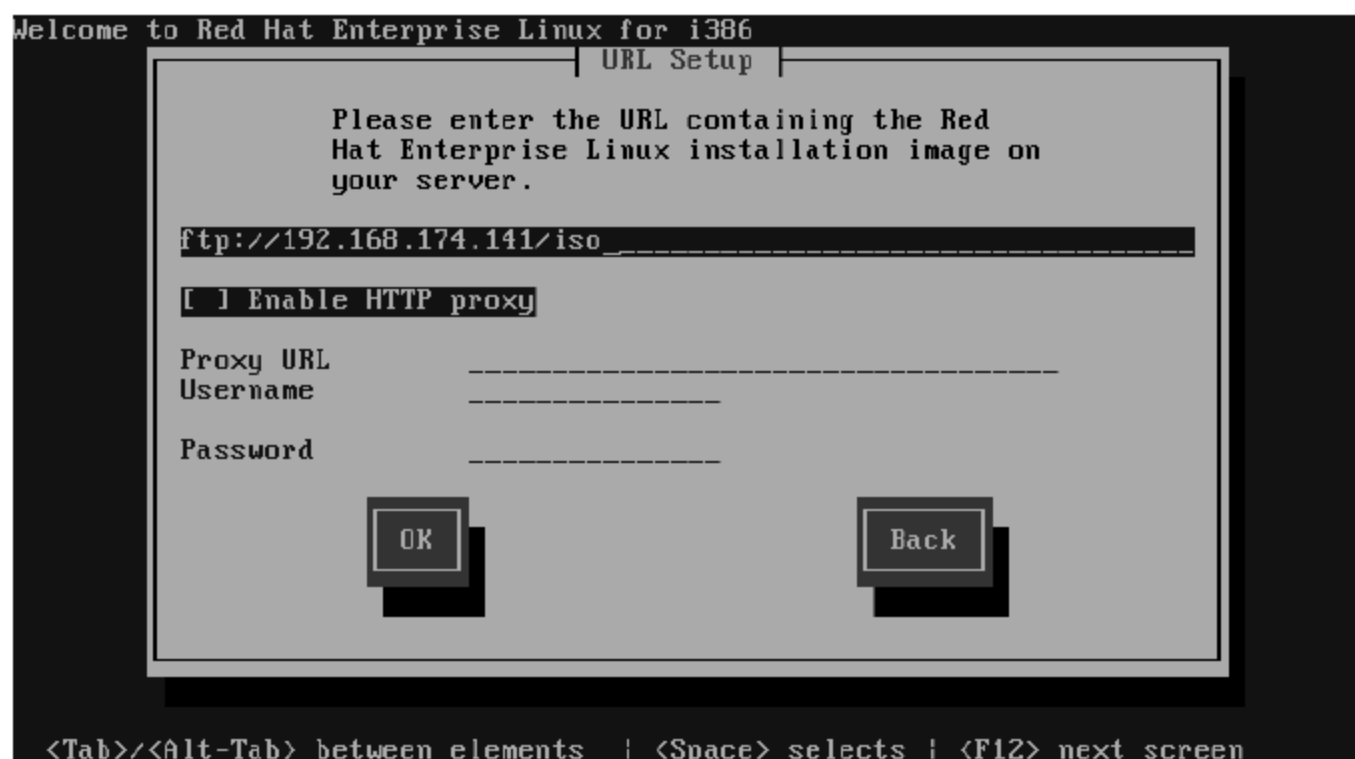 Welcome to Red Hat Enterprise Linux for i386
URL Setup
Please enter the URL containing the Red
Hat Enterprise Linux installation image on
your server.
ftp://192.168.174.141/iso_
[ ] Enable HTTP proxy
Proxy URL
Username
Password
OK Back
<Tab>/<Alt-Tab> between elements | <Space> selects | <F12> next screen